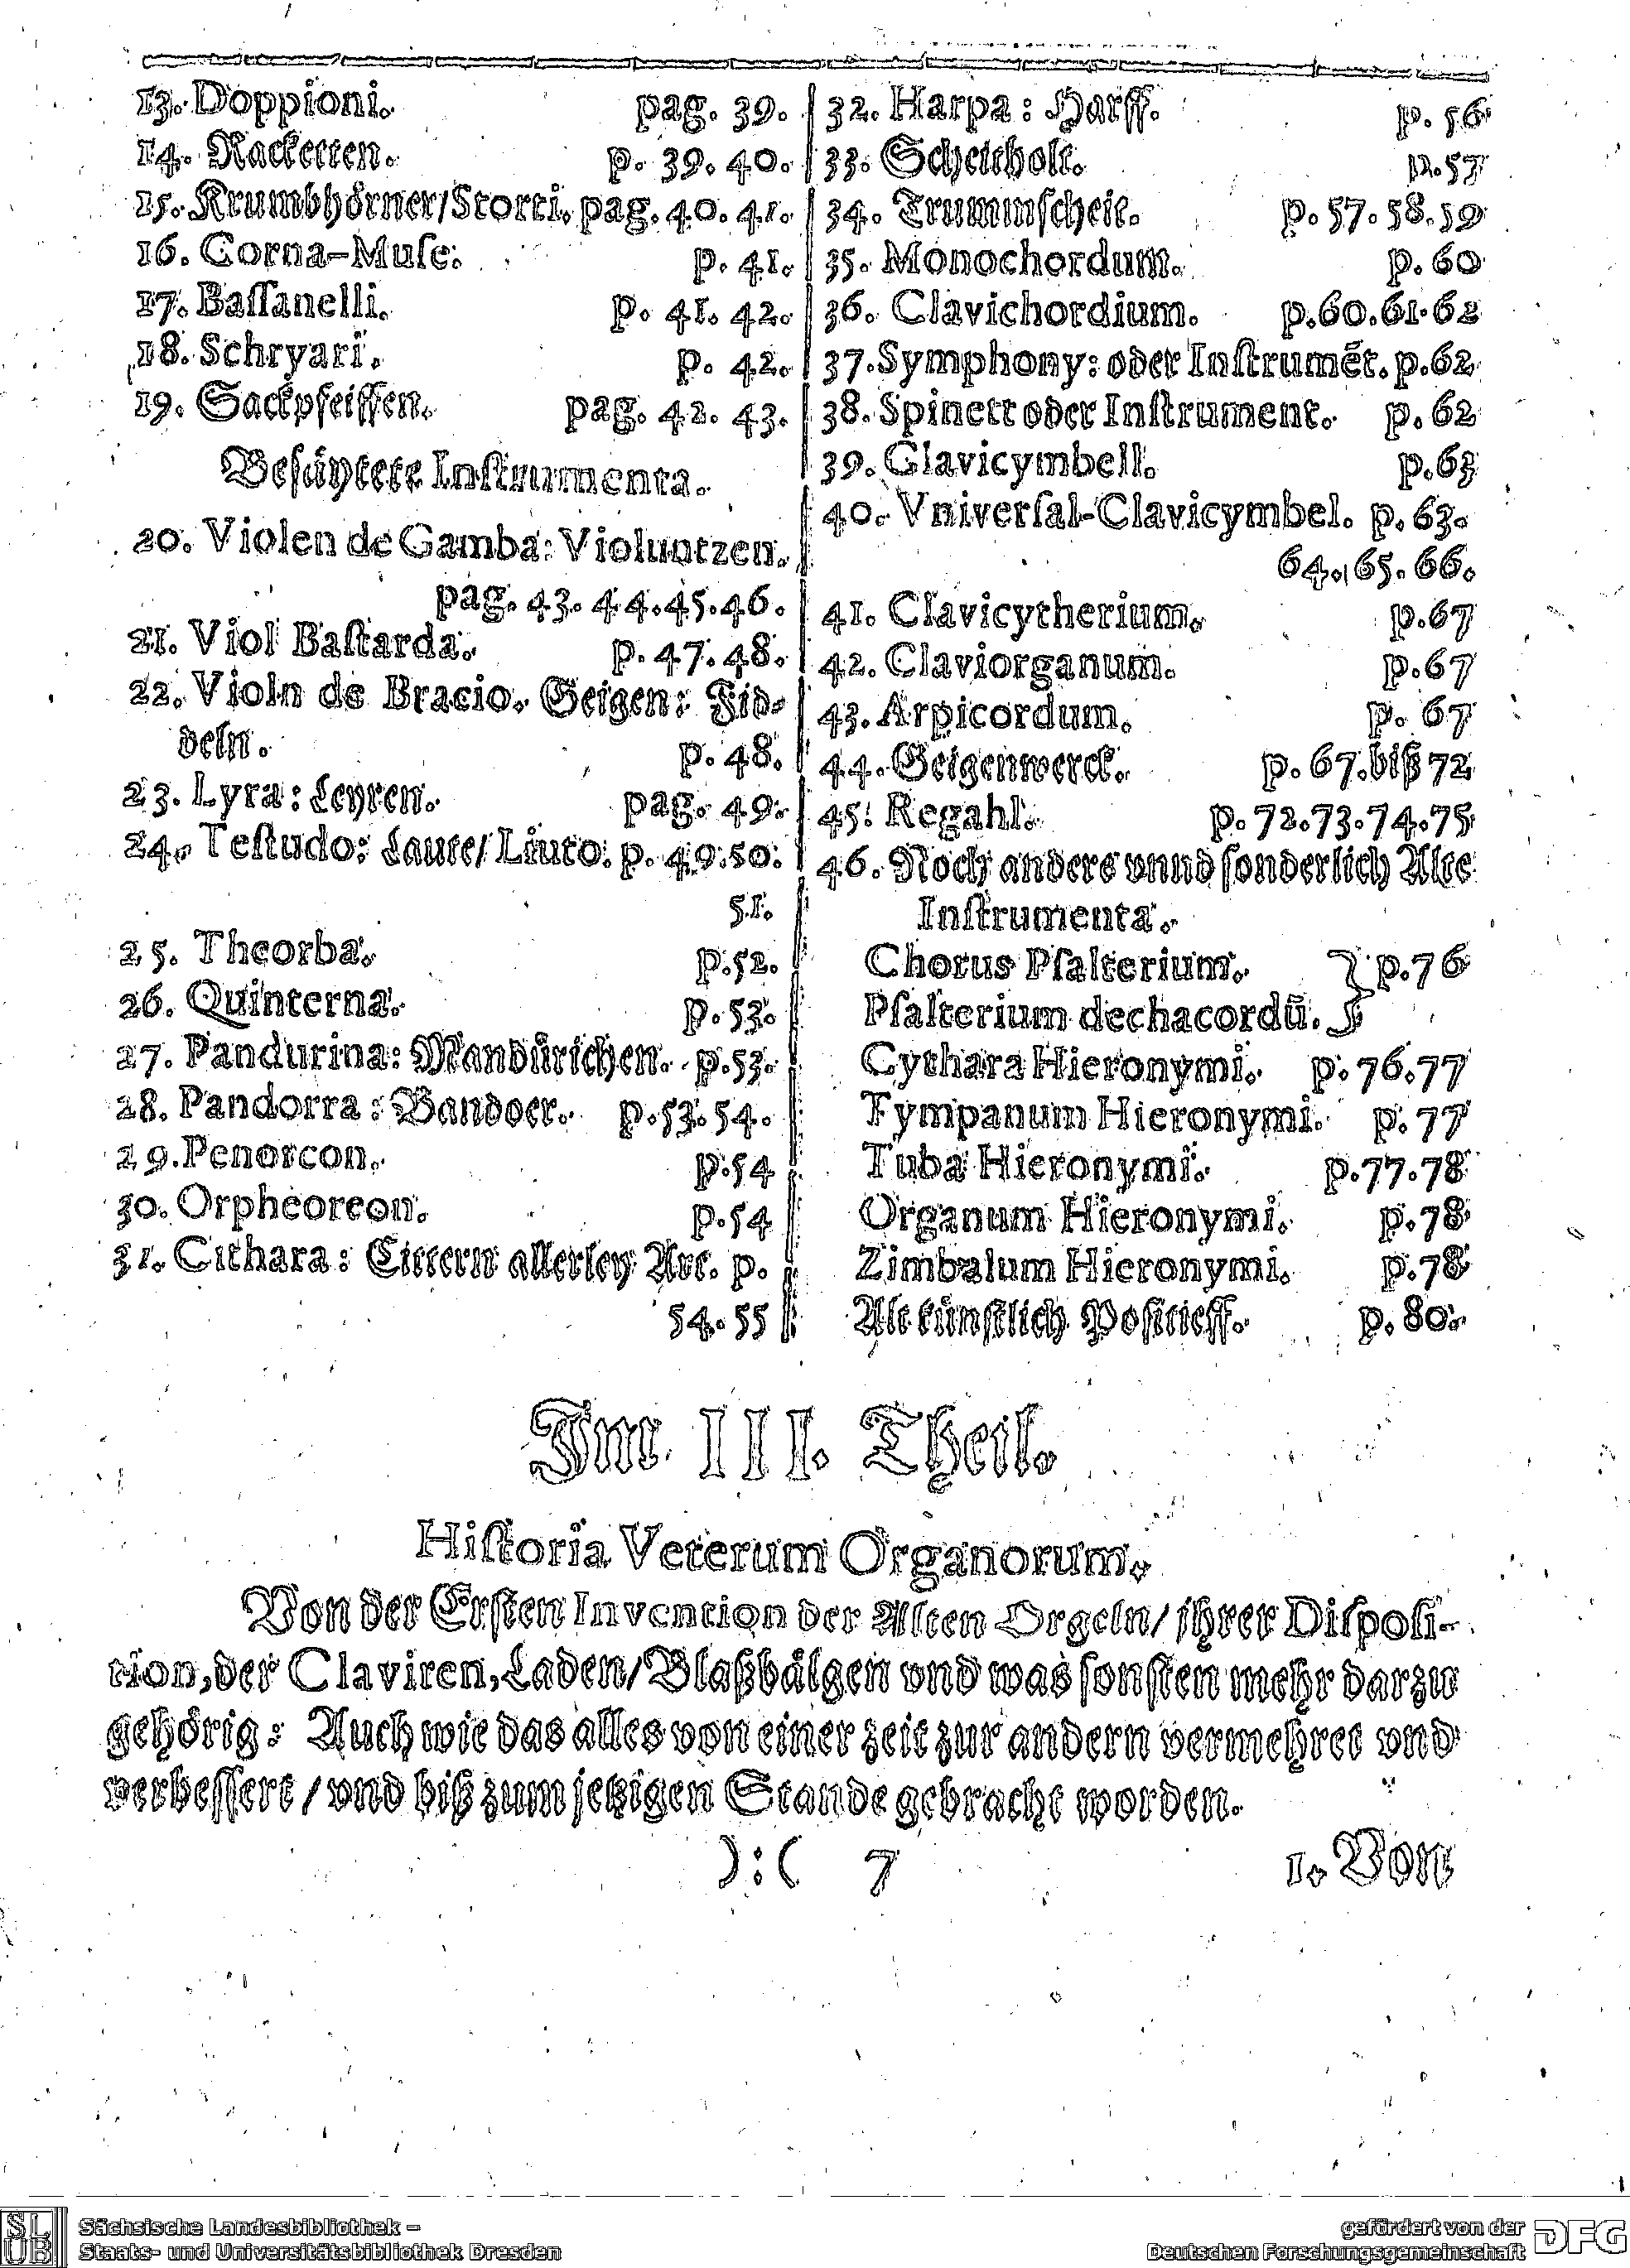 13. Doppioni. pag. 39.
14. Racketten. p. 39. 40.
15. Krumbhörner/Storti. pag. 40. 41.
16. Corna-Muſe. p. 41.
17. Baſſanelli. p. 41. 42.
18. Schryari. p. 42.
19. Sackpfeiffen. pag. 42. 43.
Beſäytete Inſtrumenta.
20. Violen de Gamba: Violuntzen.
pag. 43. 44. 45. 46.
21. Viol Baſtarda. p. 47. 48.
22. Violn de Bracio. Geigen: Fid-
deln. p. 48.
23. Lyra: Leyren. pag. 49.
24. Teſtudo: Laute/ Liuto. p. 49. 50.
51.
25. Theorba. p. 52.
26. Quinterna. p. 53.
27. Pandurina: Mandürichen. p. 53.
28. Pandorra: Bandoer. p. 53. 54.
29. Penorcon. p. 54
30. Orpheoreon. p. 54
31. Cithara: Cittern allerley Art. p.
54. 55
32. Harpa: Harff. p. 56
33. Scheitholt. p. 57
34. Trummſcheit. p. 57. 58. 59
35. Monochordum. p. 60
36. Clavichordium. p. 60. 61. 62
37. Symphony: oder Inſtrumẽt. p. 62
38. Spinett oder Inſtrument. p. 62
39. Clavicymbell. p. 63
40. Vniverſal-Clavicymbel. p. 63.
64. 65. 66.
41. Clavicytherium. p. 67
42. Claviorganum. p. 67
43. Arpicordum. p. 67
44. Geigenwerck. p. 67. biß 72
45. Regahl. p. 72. 73. 74. 75
46. Noch andere vnnd ſonderlich Alte
Inſtrumenta.
Chorus Pſalterium. } p. 76
Pſalterium dechacordũ.
Cythara Hieronymi. p. 76. 77
Tympanum Hieronymi. p. 77
Tuba Hieronymi. p. 77. 78
Organum Hieronymi. p. 78
Zimbalum Hieronymi. p. 78
Alt künſtlich Poſitieff. p. 80.
Im III. Theil.
Hiſtoria Veterum Organorum.
Von der Erſten Invention der Alten Orgeln/ jhrer Diſpoſi-
tion, der Claviren, Laden/ Blaßbälgen vnd was ſonſten mehr darzu
gehörig: Auch wie das alles von einer zeit zur andern vermehret vnd
verbeſſert / vnd biß zum jetzigen Stande gebracht worden.
):( 7 1. Von
SLUB
Sächsische Landesbibliothek –
Staats- und Universitätsbibliothek Dresden
gefördert von der
Deutschen Forschungsgemeinschaft
DFG